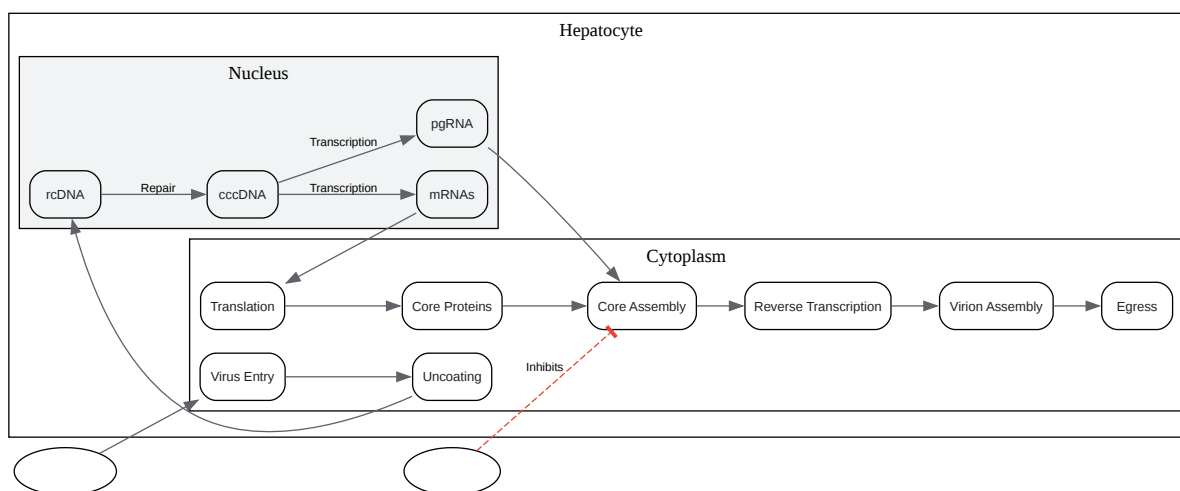 Hepatocyte
Nucleus
pgRNA
Transcription
rcDNA
Repair
cccDNA
Transcription
mRNAs
Cytoplasm
Translation
Core Proteins
Core Assembly
Reverse Transcription
Virion Assembly
Egress
Inhibits
Virus Entry
Uncoating